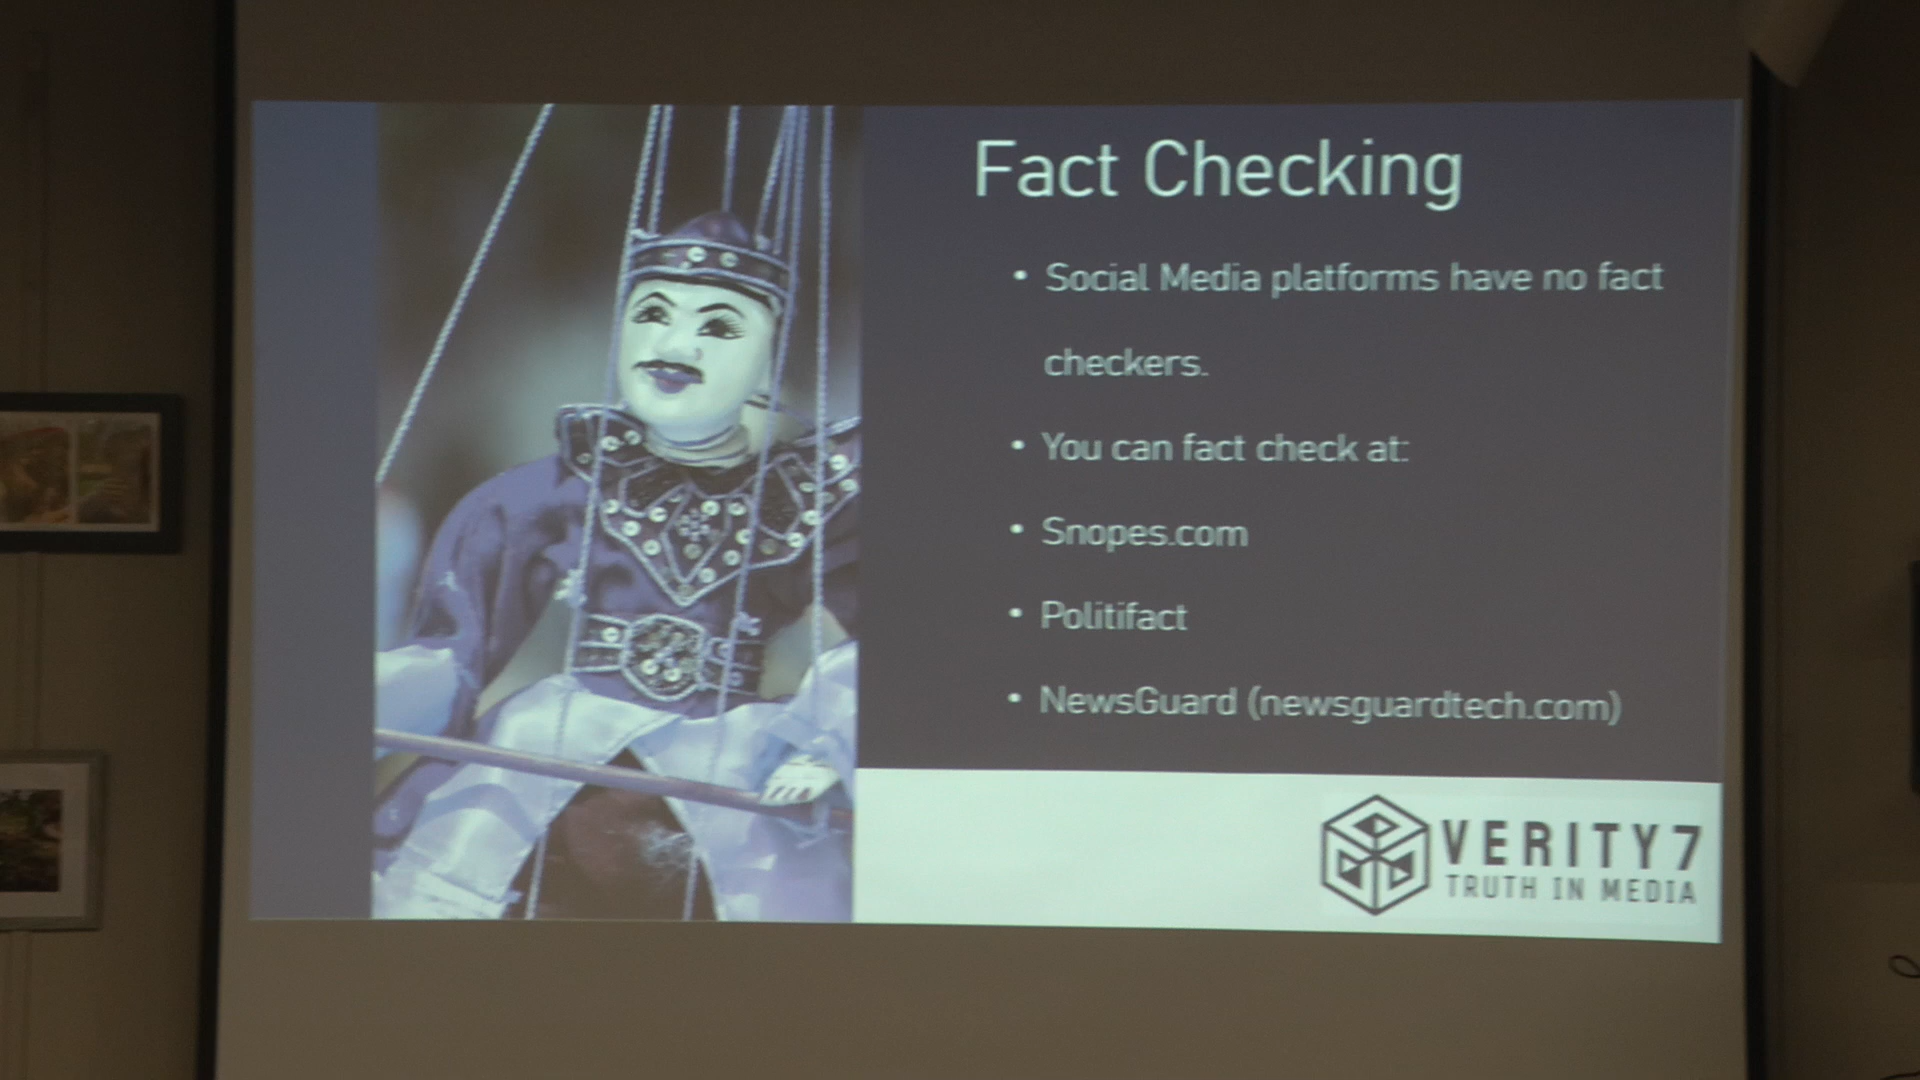 Fact Checking
• Social Media platforms have no fact
checkers.
• You can fact check at:
• Snopes.com
• Politifact
• NewsGuard (newsguardtech.com)
VERITY7
TRUTH IN MEDIA